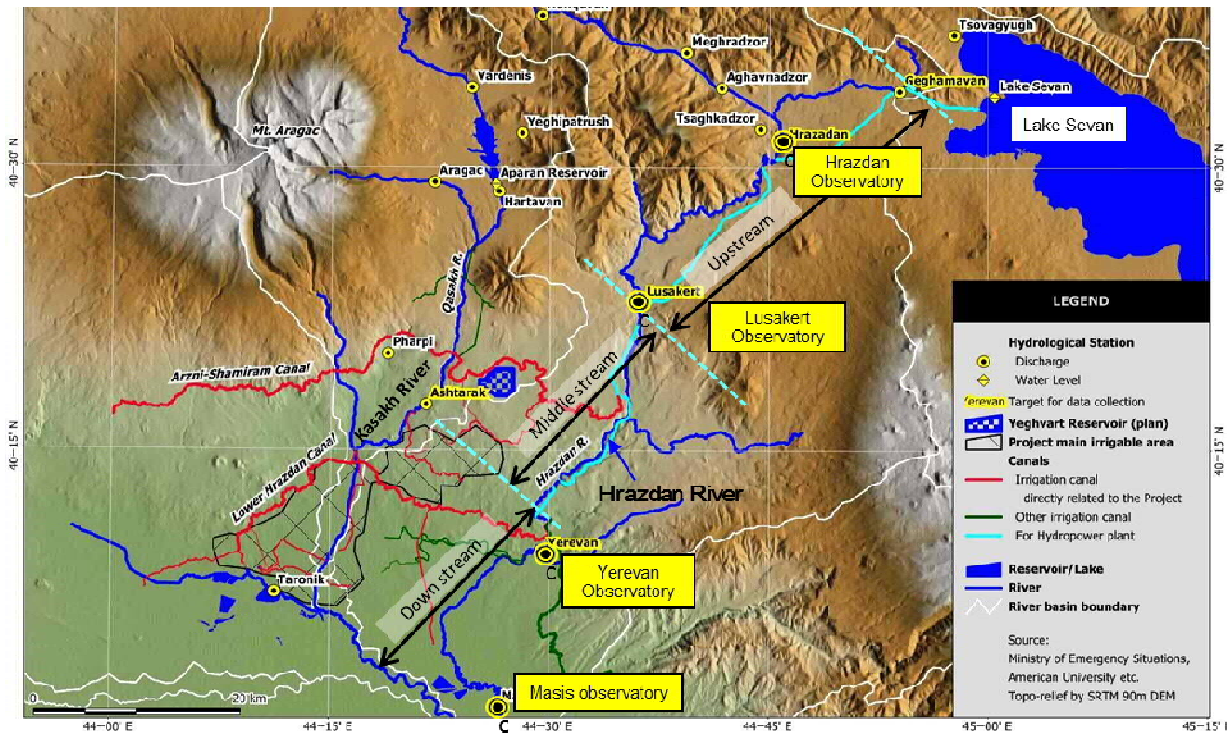 Tsovagyugh
Meghradzor
Geghamavan
Lake Sevan
Vardenis
Aghavnadzor
Lake Sevan
Yeghipatrush
Tsaghkadzor
Hrazadan
Mt. Aragac
Hrazdan
Observatory
40-30' N
40-30' N
Aragac
Aparan Reservoir
Hartavan
Upstream
Qasakh R.
Lusakert
Lusakert
Observatory
C
Pharpi
Arzni-Shamiram Canal
Middle stream
Kasakh River
Ashtarak
40-15' N
40-15' N
Hrazdan R.
Lower Hrazdan Canal
Hrazdan River
Yerevan
Yerevan
Observatory
Down stream
Taronik
Masis observatory
C
0
20 km
44-00' E
44-15' E
44-30' E
44-45' E
45-00' E
45-15' E
LEGEND
Hydrological Station
Discharge
Water Level
Yerevan Target for data collection
Yeghvart Reservoir (plan)
Project main irrigable area
Canals
Irrigation canal
directly related to the Project
Other irrigation canal
For Hydropower plant
Reservoir/Lake
River
River basin boundary
Source:
Ministry of Emergency Situations,
American University etc.
Topo-relief by SRTM 90m DEM